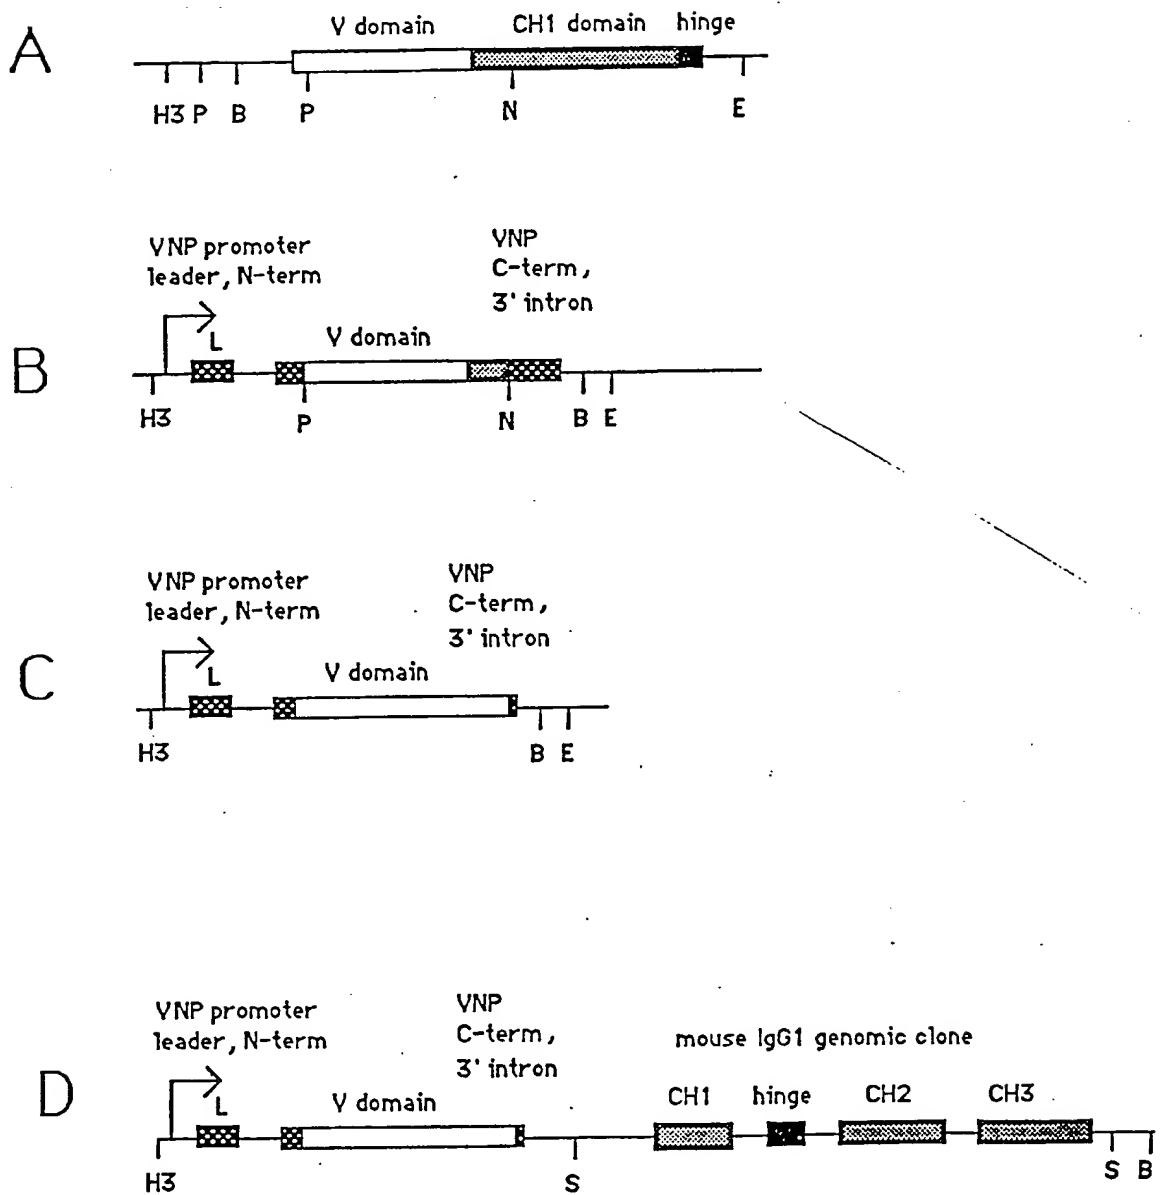 A
V domain CH1 domain hinge
H3 P B P N E
B
VNP promoter
leader, N-term
VNP
C-term,
3' intron
L
V domain
H3 P N B E
C
VNP promoter
leader, N-term
VNP
C-term,
3' intron
L
V domain
H3 B E
D
VNP promoter
leader, N-term
VNP
C-term,
3' intron
mouse IgG1 genomic clone
L
V domain
CH1 hinge CH2 CH3
H3 S S B